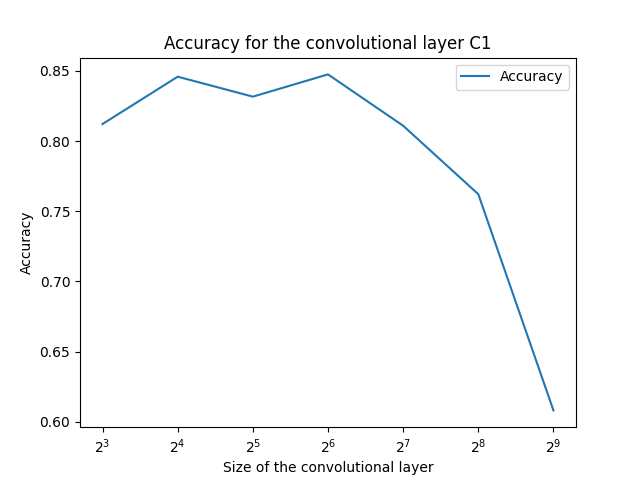 Accuracy for the convolutional layer C1
Accuracy
0.85
0.80
0.75
0.70
0.65
0.60
Accuracy
2³ 2⁴ 2⁵ 2⁶ 2⁷ 2⁸ 2⁹
Size of the convolutional layer